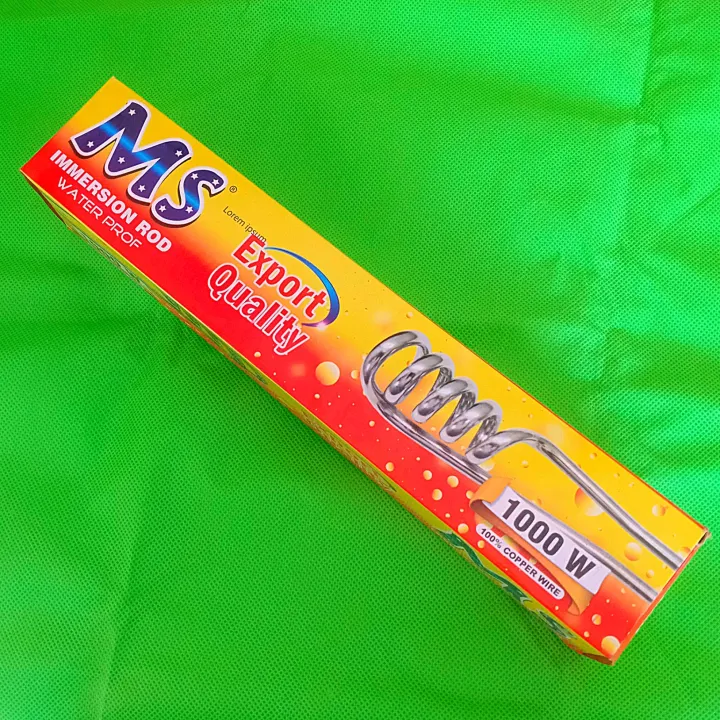 MS®
IMMERSION ROD
WATER PROF
Lorem ipsum
Export
Quality
1000 W
100% COPPER WIRE